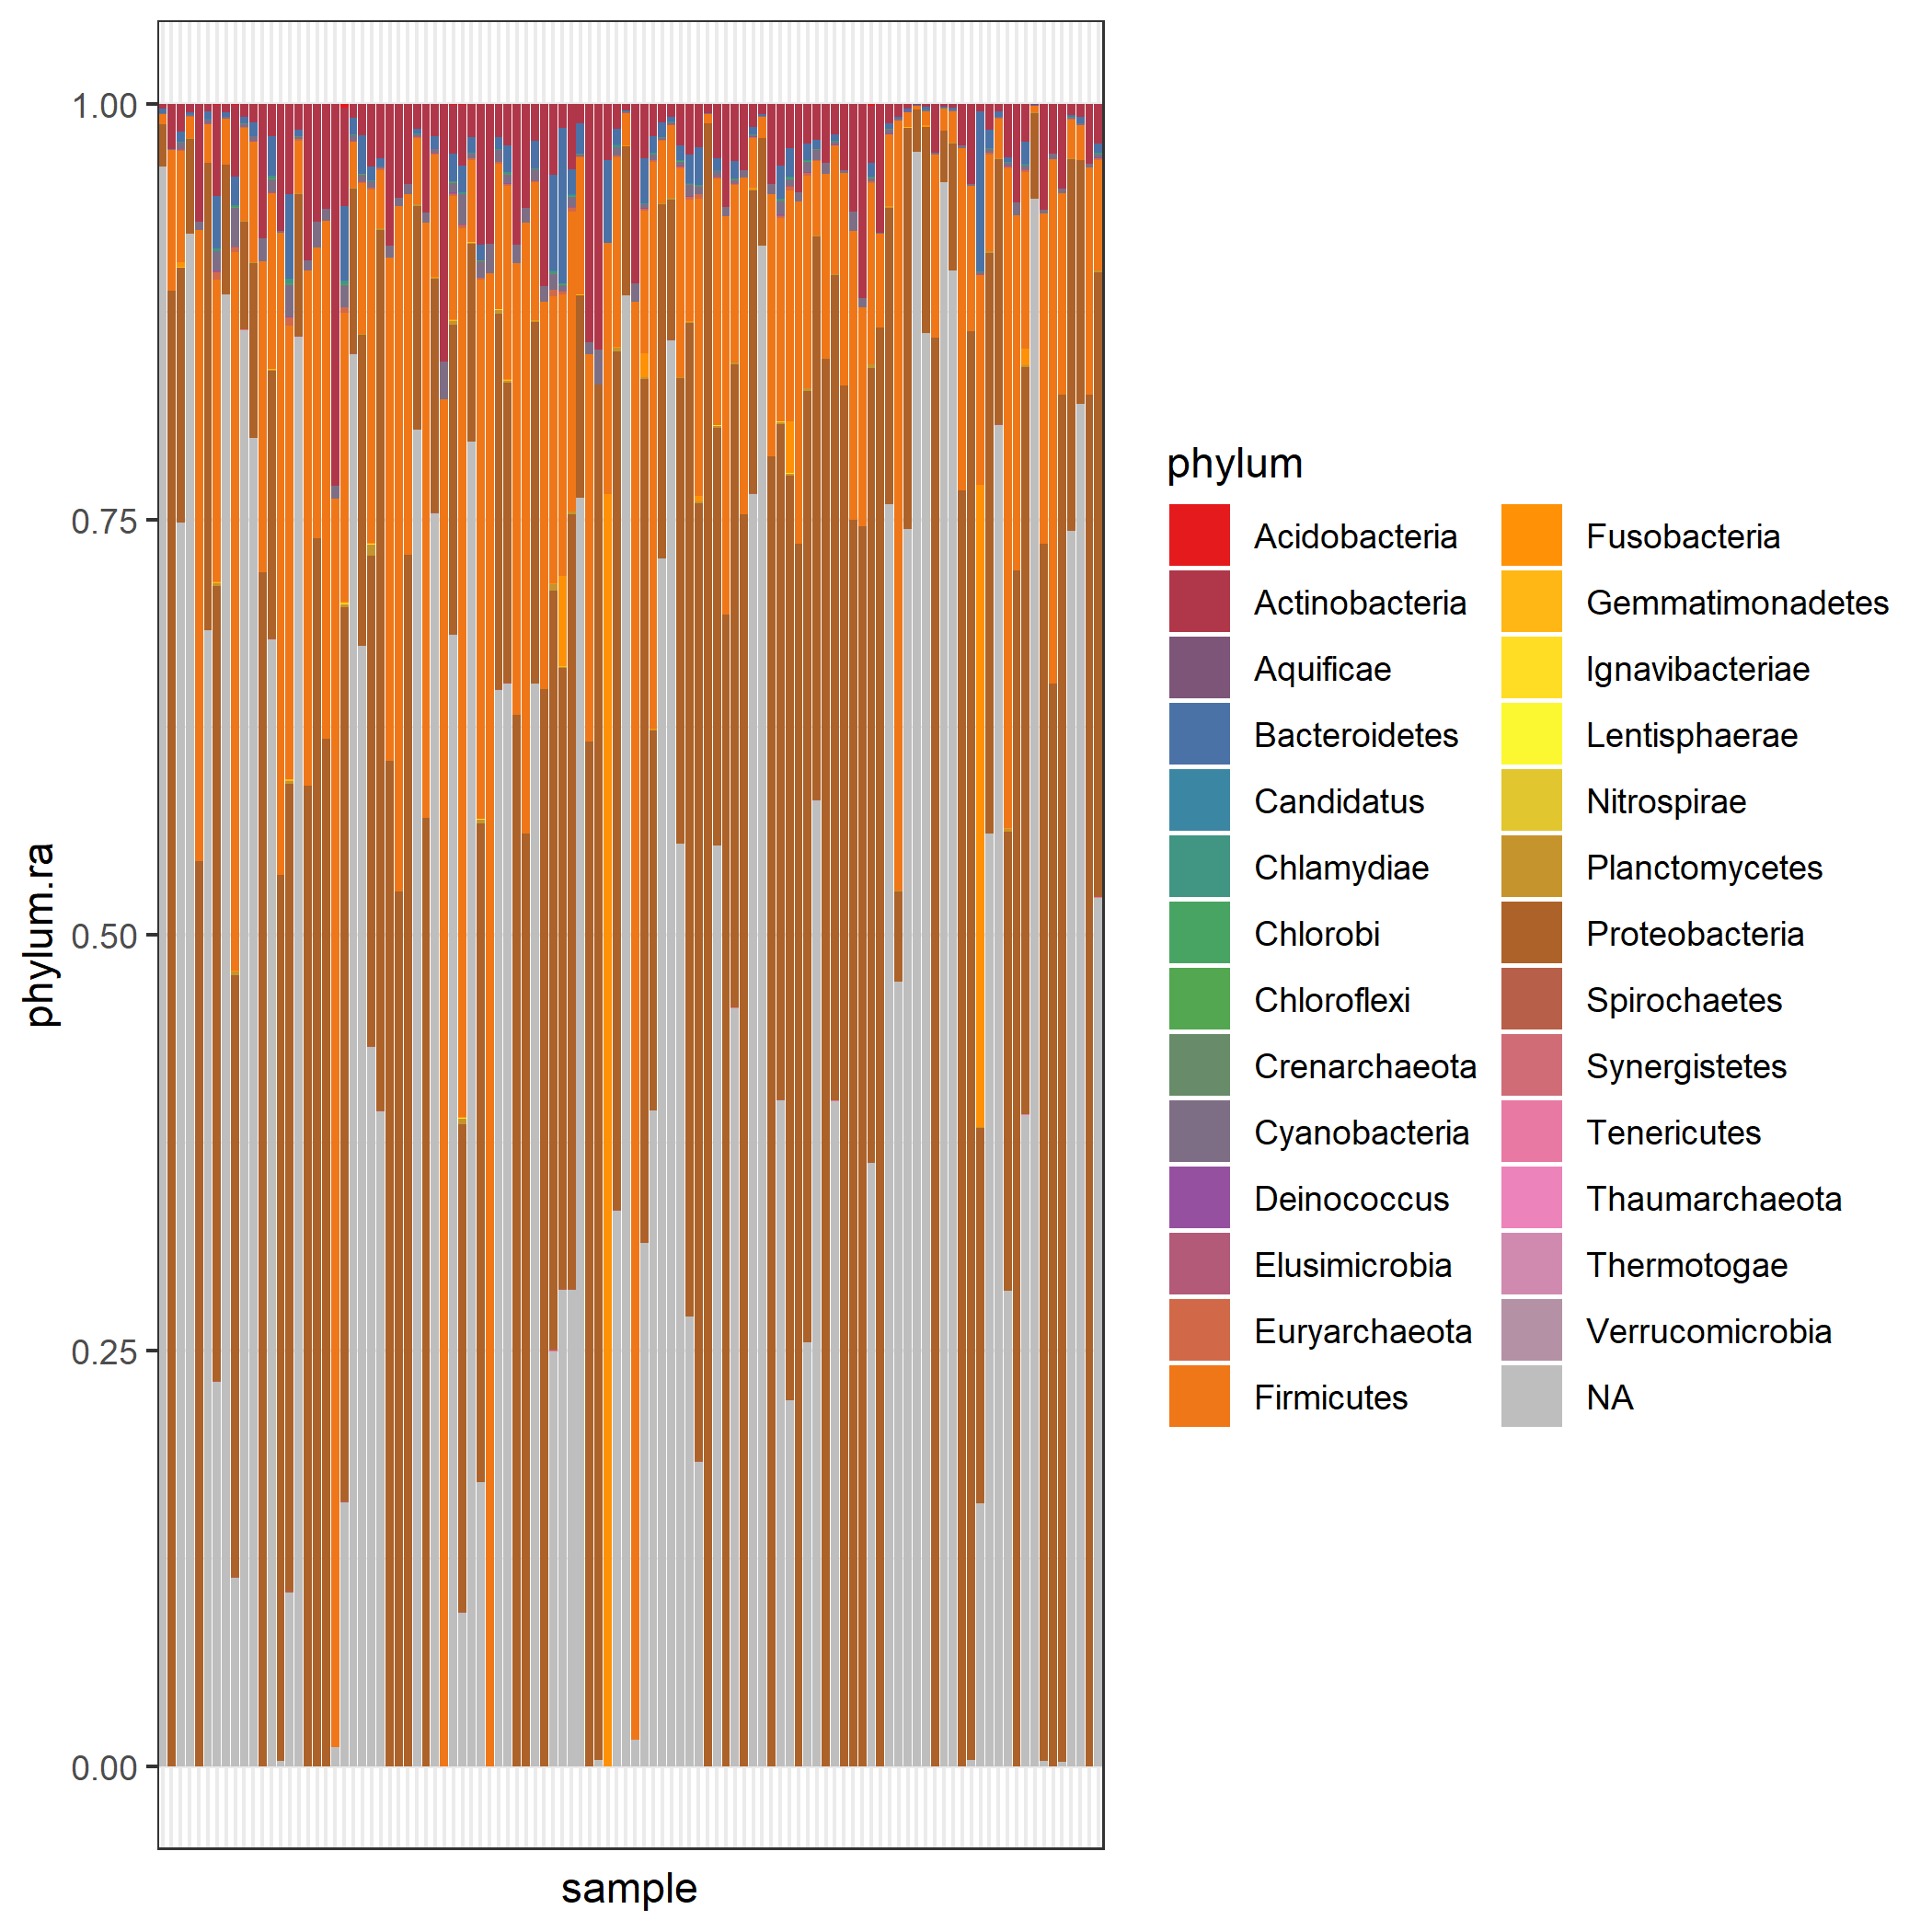 1.00
0.75
0.50
0.25
0.00
phylum.ra
sample
phylum
Acidobacteria
Actinobacteria
Aquificae
Bacteroidetes
Candidatus
Chlamydiae
Chlorobi
Chloroflexi
Crenarchaeota
Cyanobacteria
Deinococcus
Elusimicrobia
Euryarchaeota
Firmicutes
Fusobacteria
Gemmatimonadetes
Ignavibacteriae
Lentisphaerae
Nitrospirae
Planctomycetes
Proteobacteria
Spirochaetes
Synergistetes
Tenericutes
Thaumarchaeota
Thermotogae
Verrucomicrobia
NA